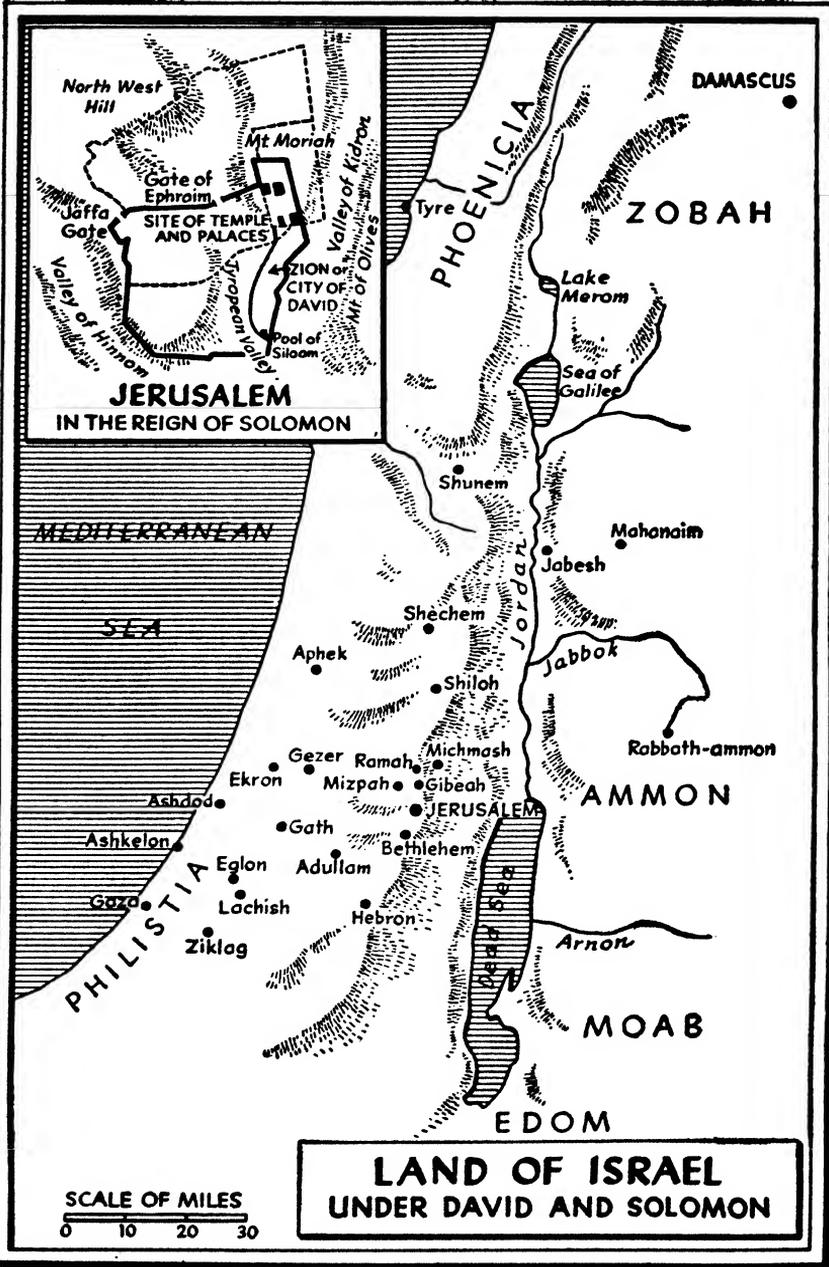 North West
Hill
Mt Moriah
Gate of
Ephraim
Jaffa
Gate
SITE OF TEMPLE
AND PALACES
Valley of Kidron
Mt. of Olives
ZION or
CITY OF
DAVID
Tyropean Valley
Valley of Hinnom
Pool of
Siloam
JERUSALEM
IN THE REIGN OF SOLOMON
DAMASCUS
PHOENICIA
Tyre
ZOBAH
Lake
Merom
Sea of
Galilee
Shunem
MEDITERRANEAN
SEA
Mahanaim
Jabesh
Jordan
Shechem
Aphek
Jabbok
Shiloh
Rabbath-ammon
Michmash
Gezer
Ramah
Ekron
Mizpah
Gibeah
AMMON
Ashdod
JERUSALEM
Gath
Ashkelon
Bethlehem
Eglon
Adullam
Gaza
Lachish
Hebron
Dead Sea
PHILISTIA
Ziklag
Arnon
MOAB
EDOM
LAND OF ISRAEL
UNDER DAVID AND SOLOMON
SCALE OF MILES
0 10 20 30